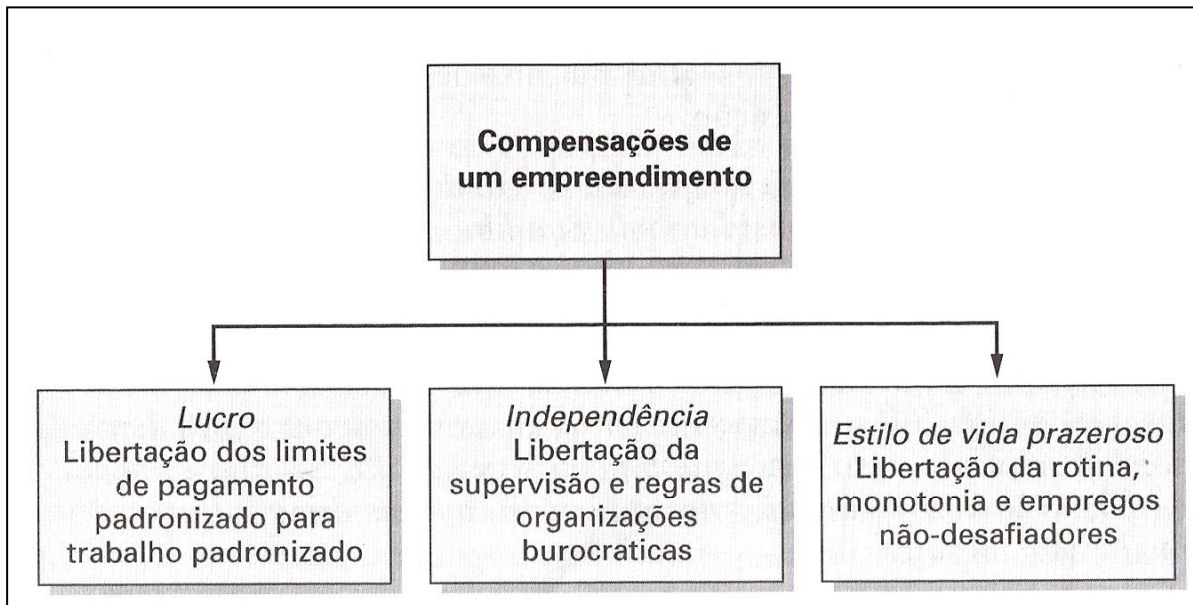 Compensações de
um empreendimento
Lucro
Libertação dos limites
de pagamento
padronizado para
trabalho padronizado
Independência
Libertação da
supervisão e regras de
organizações
burocraticas
Estilo de vida prazeroso
Libertação da rotina,
monotonia e empregos
não-desafiadores